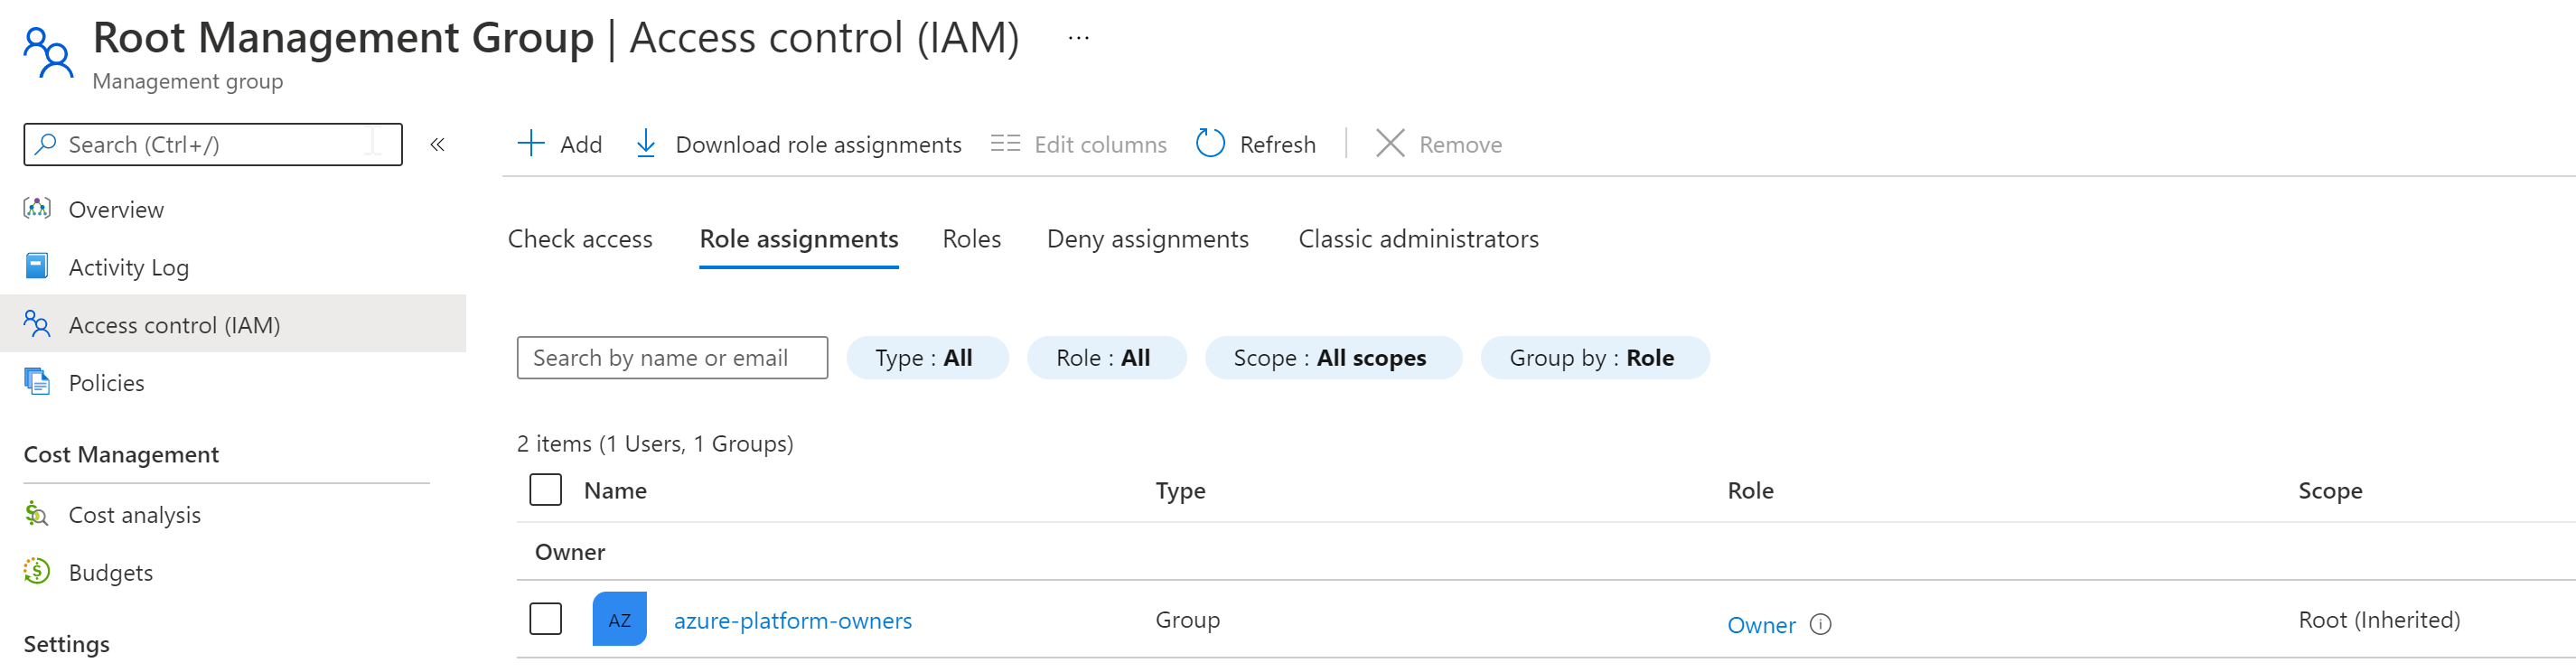 Root Management Group | Access control (IAM) ...
Management group
Search (Ctrl+/)
«
Overview
Activity Log
Access control (IAM)
Policies
Cost Management
Cost analysis
Budgets
Settings
Add
Download role assignments
Edit columns
Refresh
Remove
Check access
Role assignments
Roles
Deny assignments
Classic administrators
Search by name or email
Type : All
Role : All
Scope : All scopes
Group by : Role
2 items (1 Users, 1 Groups)
Name Type Role Scope
Owner
AZ azure-platform-owners Group Owner Root (Inherited)